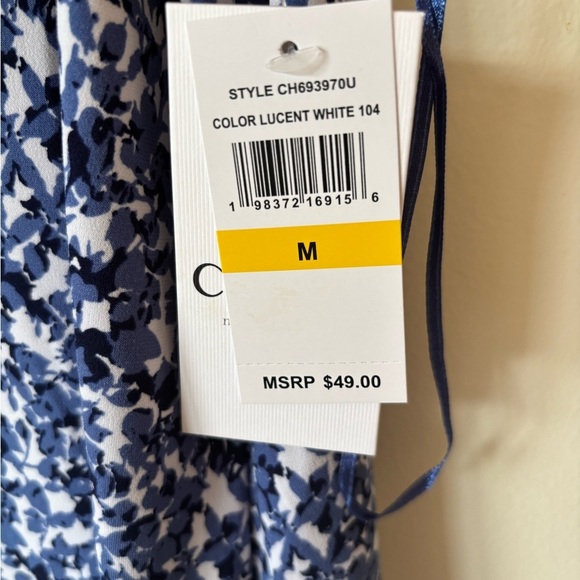 STYLE CH693970U
COLOR LUCENT WHITE 104
1 98372 16915 6
M
C
MSRP $49.00